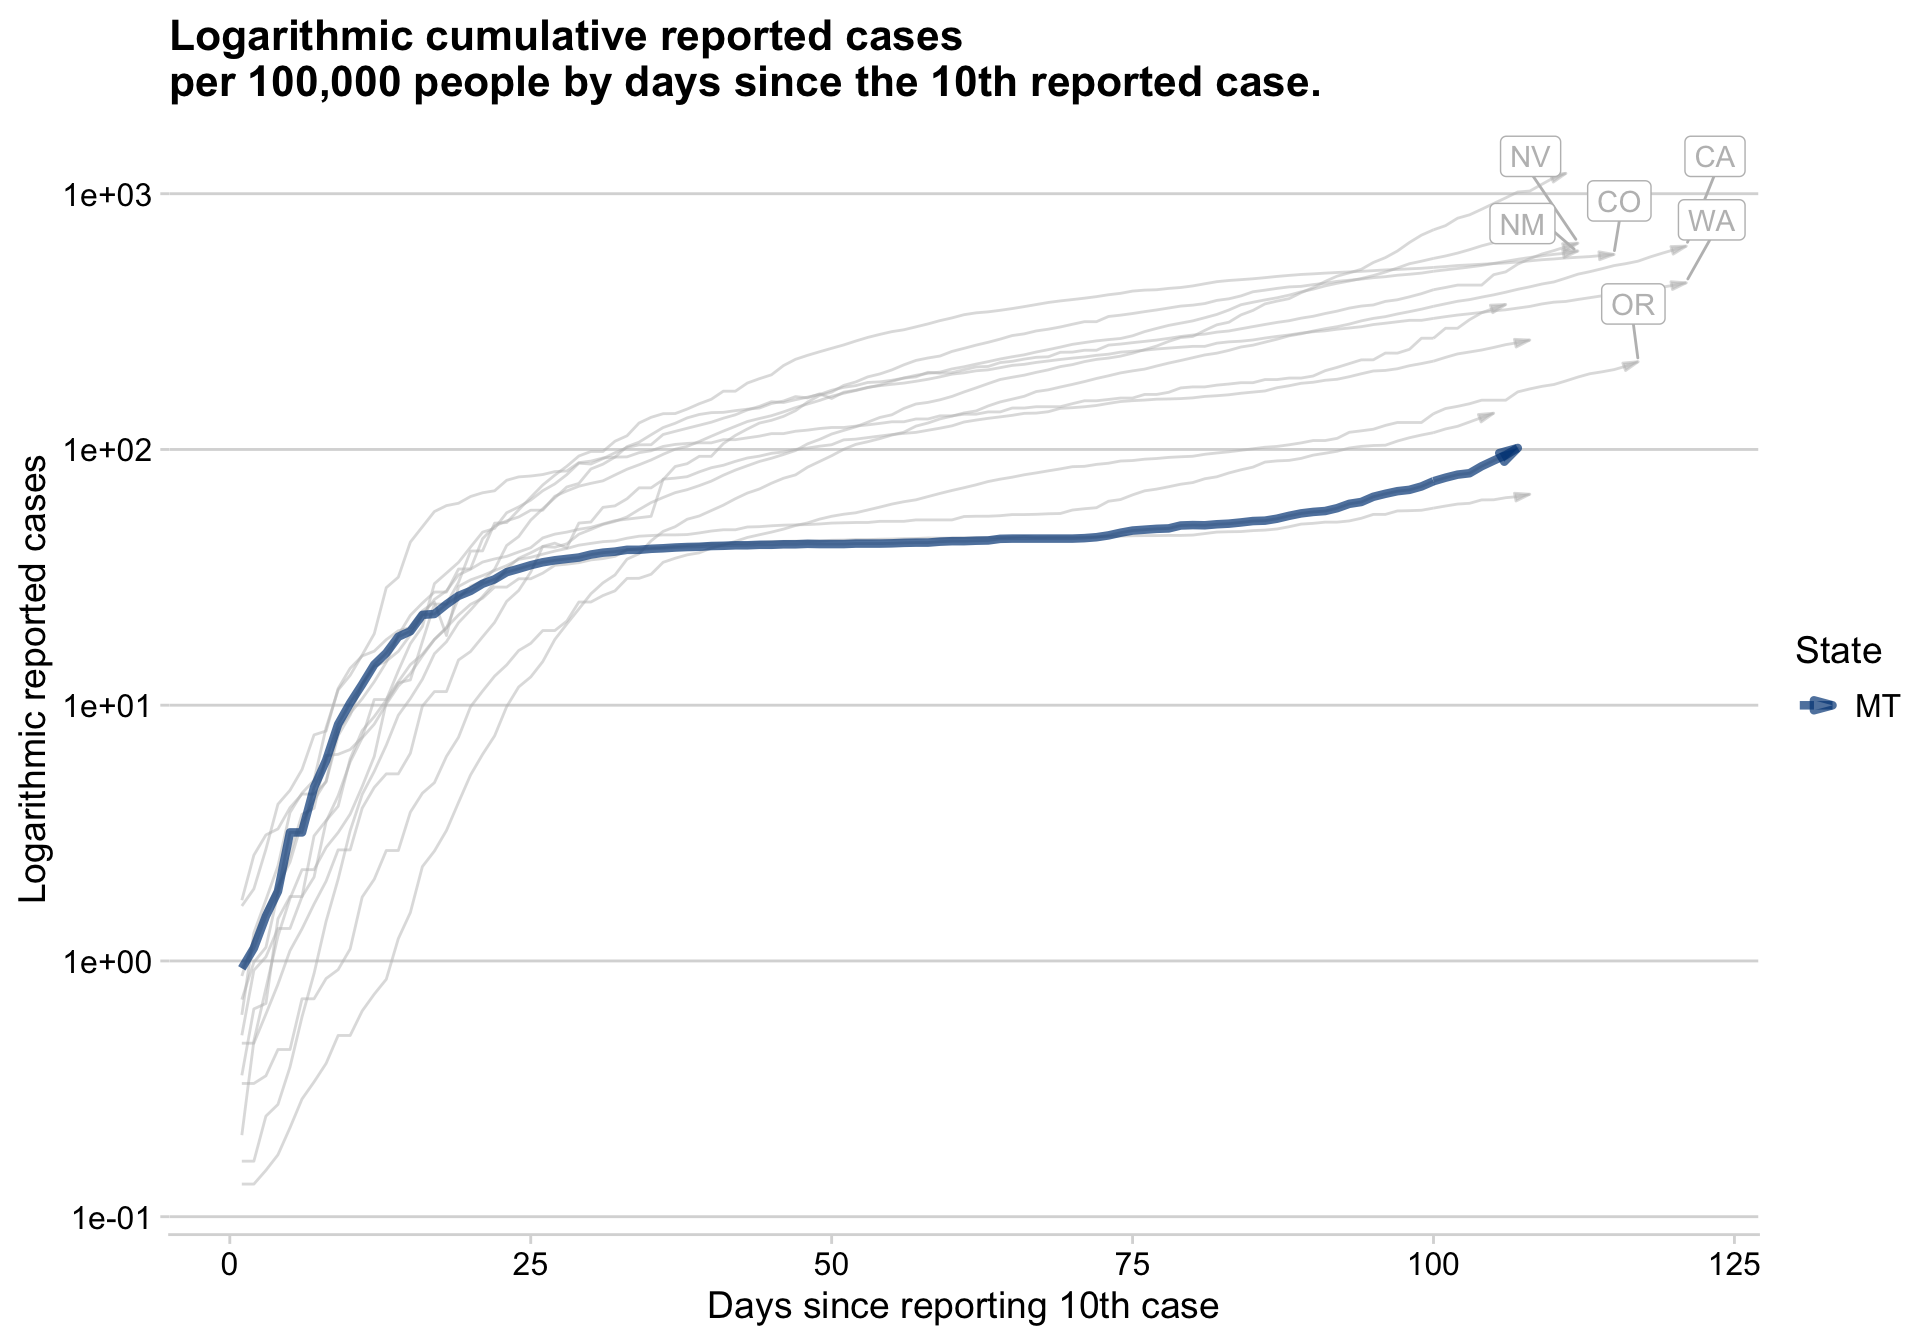 Logarithmic cumulative reported cases
per 100,000 people by days since the 10th reported case.
NV
CA
CO
NM
WA
OR
1e+03
1e+02
1e+01
1e+00
1e-01
Logarithmic reported cases
0 25 50 75 100 125
Days since reporting 10th case
State
MT